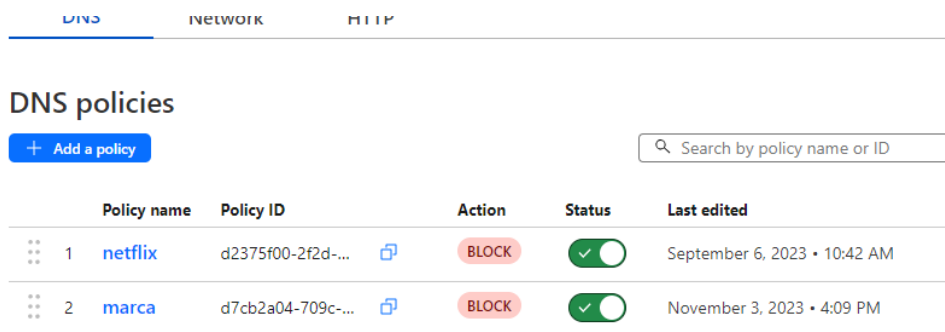 DNS Network HTTP
DNS policies
+ Add a policy
Search by policy name or ID
Policy name Policy ID Action Status Last edited
1 netflix d2375f00-2f2d-... BLOCK September 6, 2023 • 10:42 AM
2 marca d7cb2a04-709c-... BLOCK November 3, 2023 • 4:09 PM